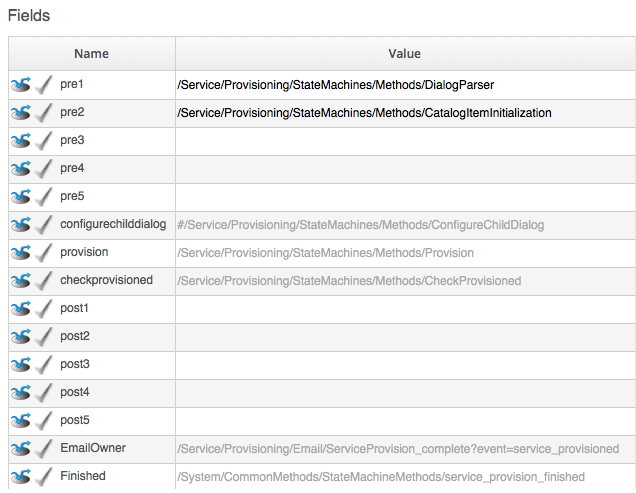 Fields
Name Value
pre1 /Service/Provisioning/StateMachines/Methods/DialogParser
pre2 /Service/Provisioning/StateMachines/Methods/CatalogItemInitialization
pre3
pre4
pre5
configurechilddialog #/Service/Provisioning/StateMachines/Methods/ConfigureChildDialog
provision /Service/Provisioning/StateMachines/Methods/Provision
checkprovisioned /Service/Provisioning/StateMachines/Methods/CheckProvisioned
post1
post2
post3
post4
post5
EmailOwner /Service/Provisioning/Email/ServiceProvision_complete?event=service_provisioned
Finished /System/CommonMethods/StateMachineMethods/service_provision_finished